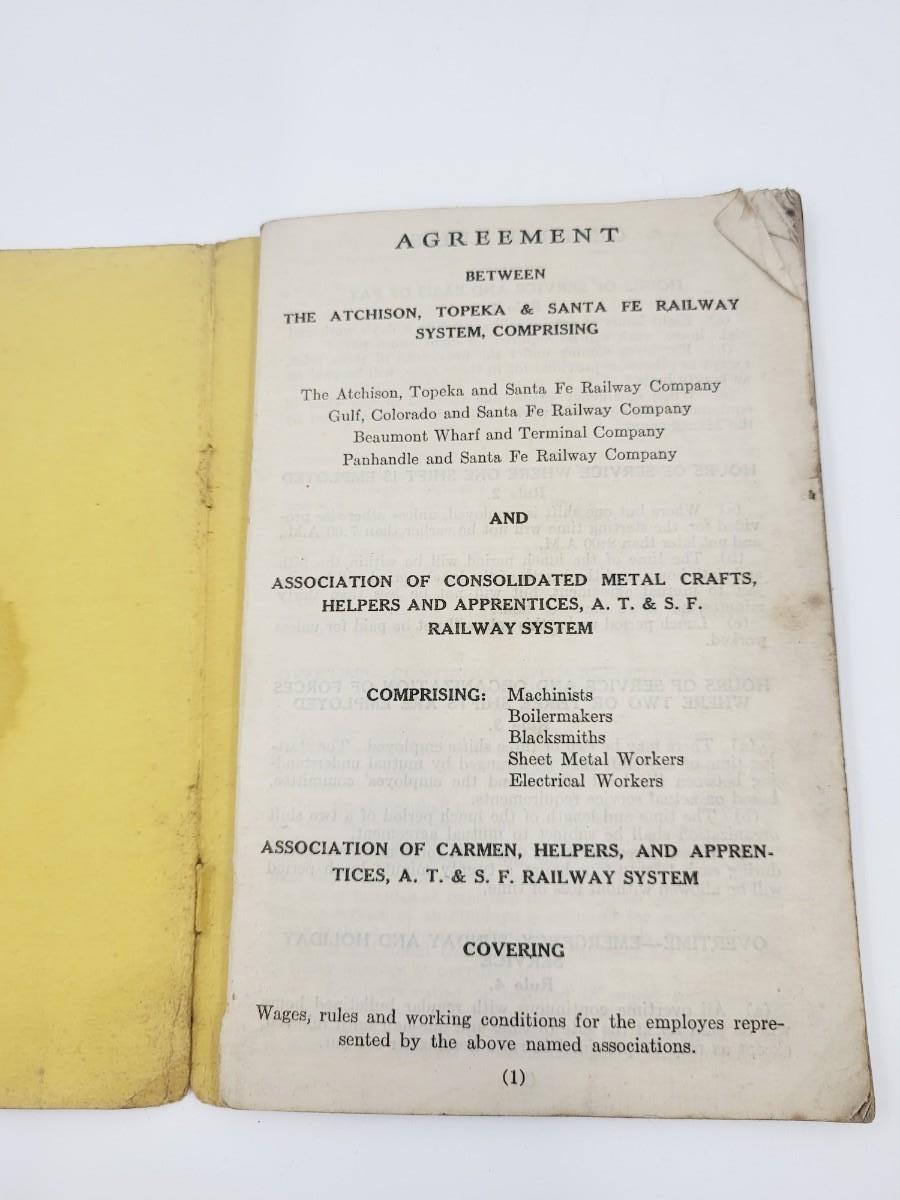 AGREEMENT
BETWEEN
THE ATCHISON, TOPEKA & SANTA FE RAILWAY
SYSTEM, COMPRISING
The Atchison, Topeka and Santa Fe Railway Company
Gulf, Colorado and Santa Fe Railway Company
Beaumont Wharf and Terminal Company
Panhandle and Santa Fe Railway Company
AND
ASSOCIATION OF CONSOLIDATED METAL CRAFTS,
HELPERS AND APPRENTICES, A. T. & S. F.
RAILWAY SYSTEM
COMPRISING: Machinists
Boilermakers
Blacksmiths
Sheet Metal Workers
Electrical Workers
ASSOCIATION OF CARMEN, HELPERS, AND APPREN-
TICES, A. T. & S. F. RAILWAY SYSTEM
COVERING
Wages, rules and working conditions for the employes repre-
sented by the above named associations.
(1)